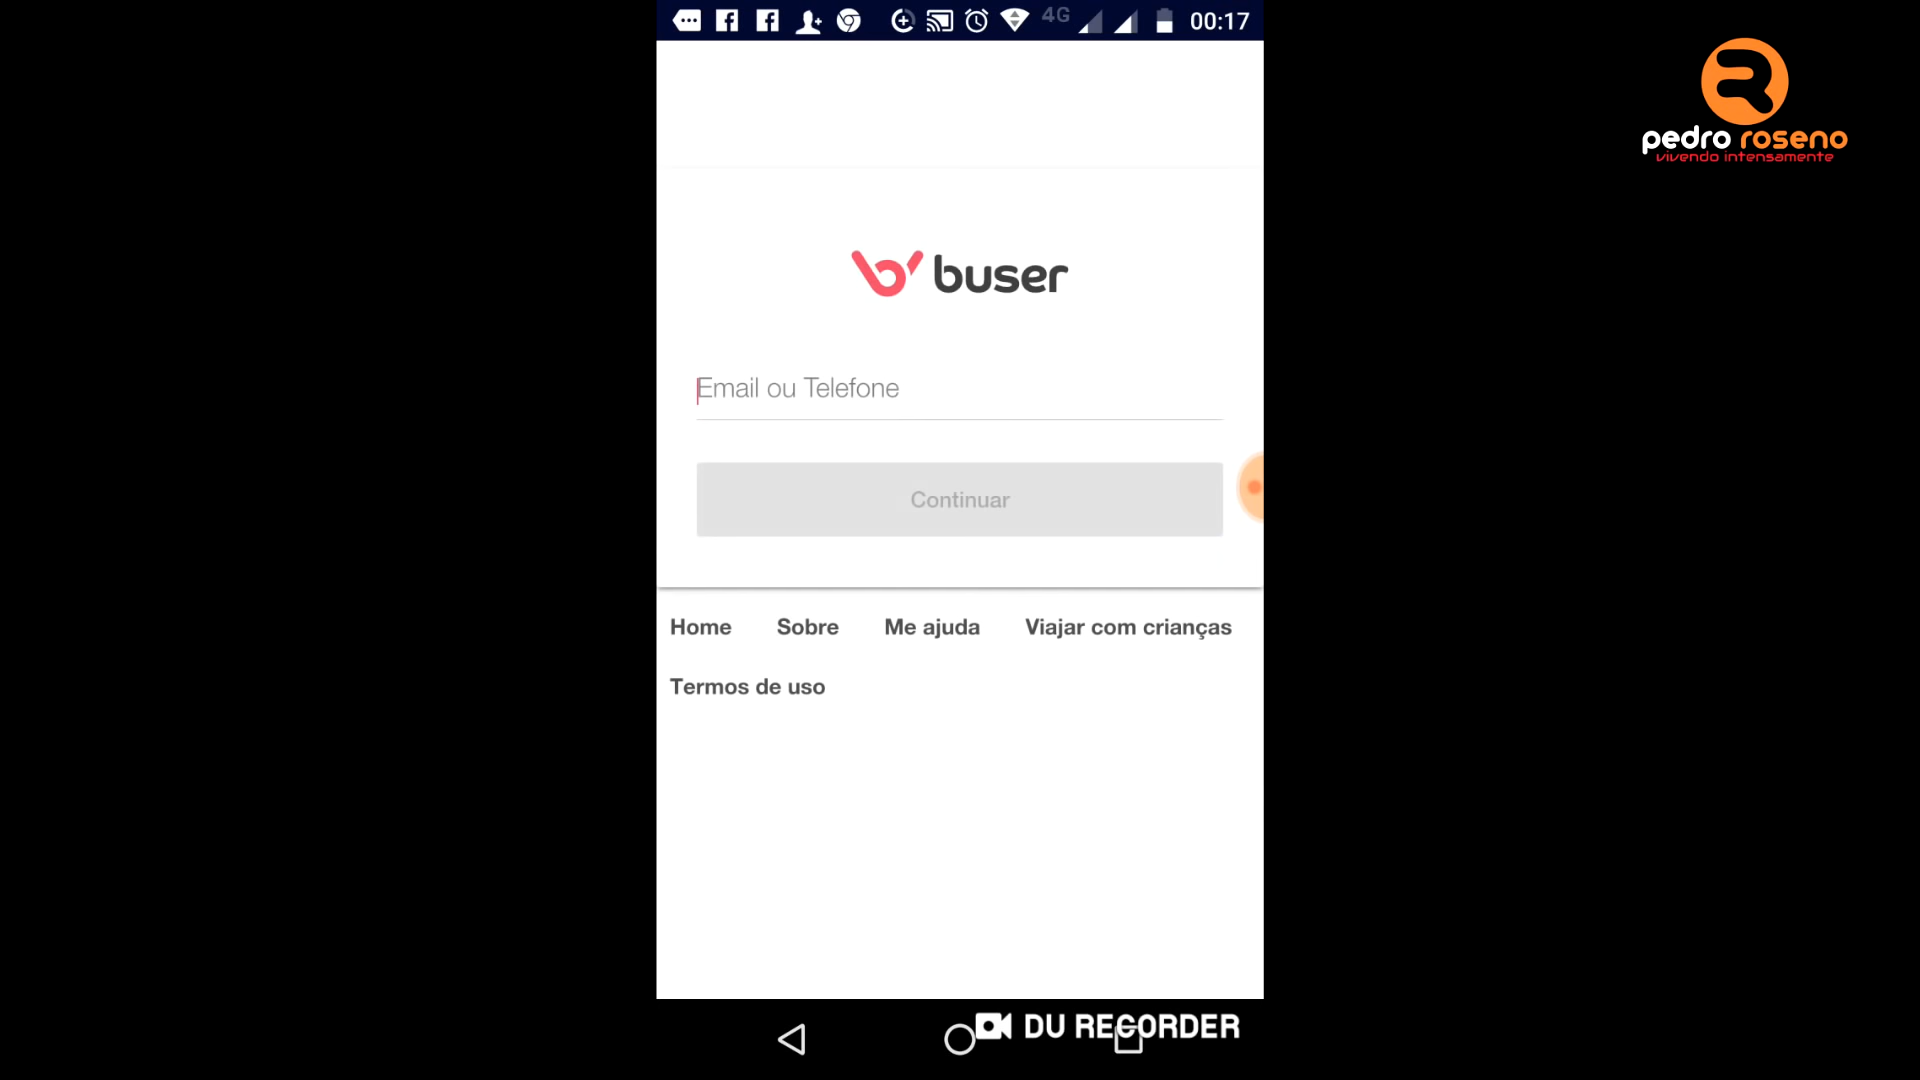 4G 00:17
pedro roseno
vivendo intensamente
buser
Email ou Telefone
Continuar
Home Sobre Me ajuda Viajar com crianças
Termos de uso
DU RECORDER